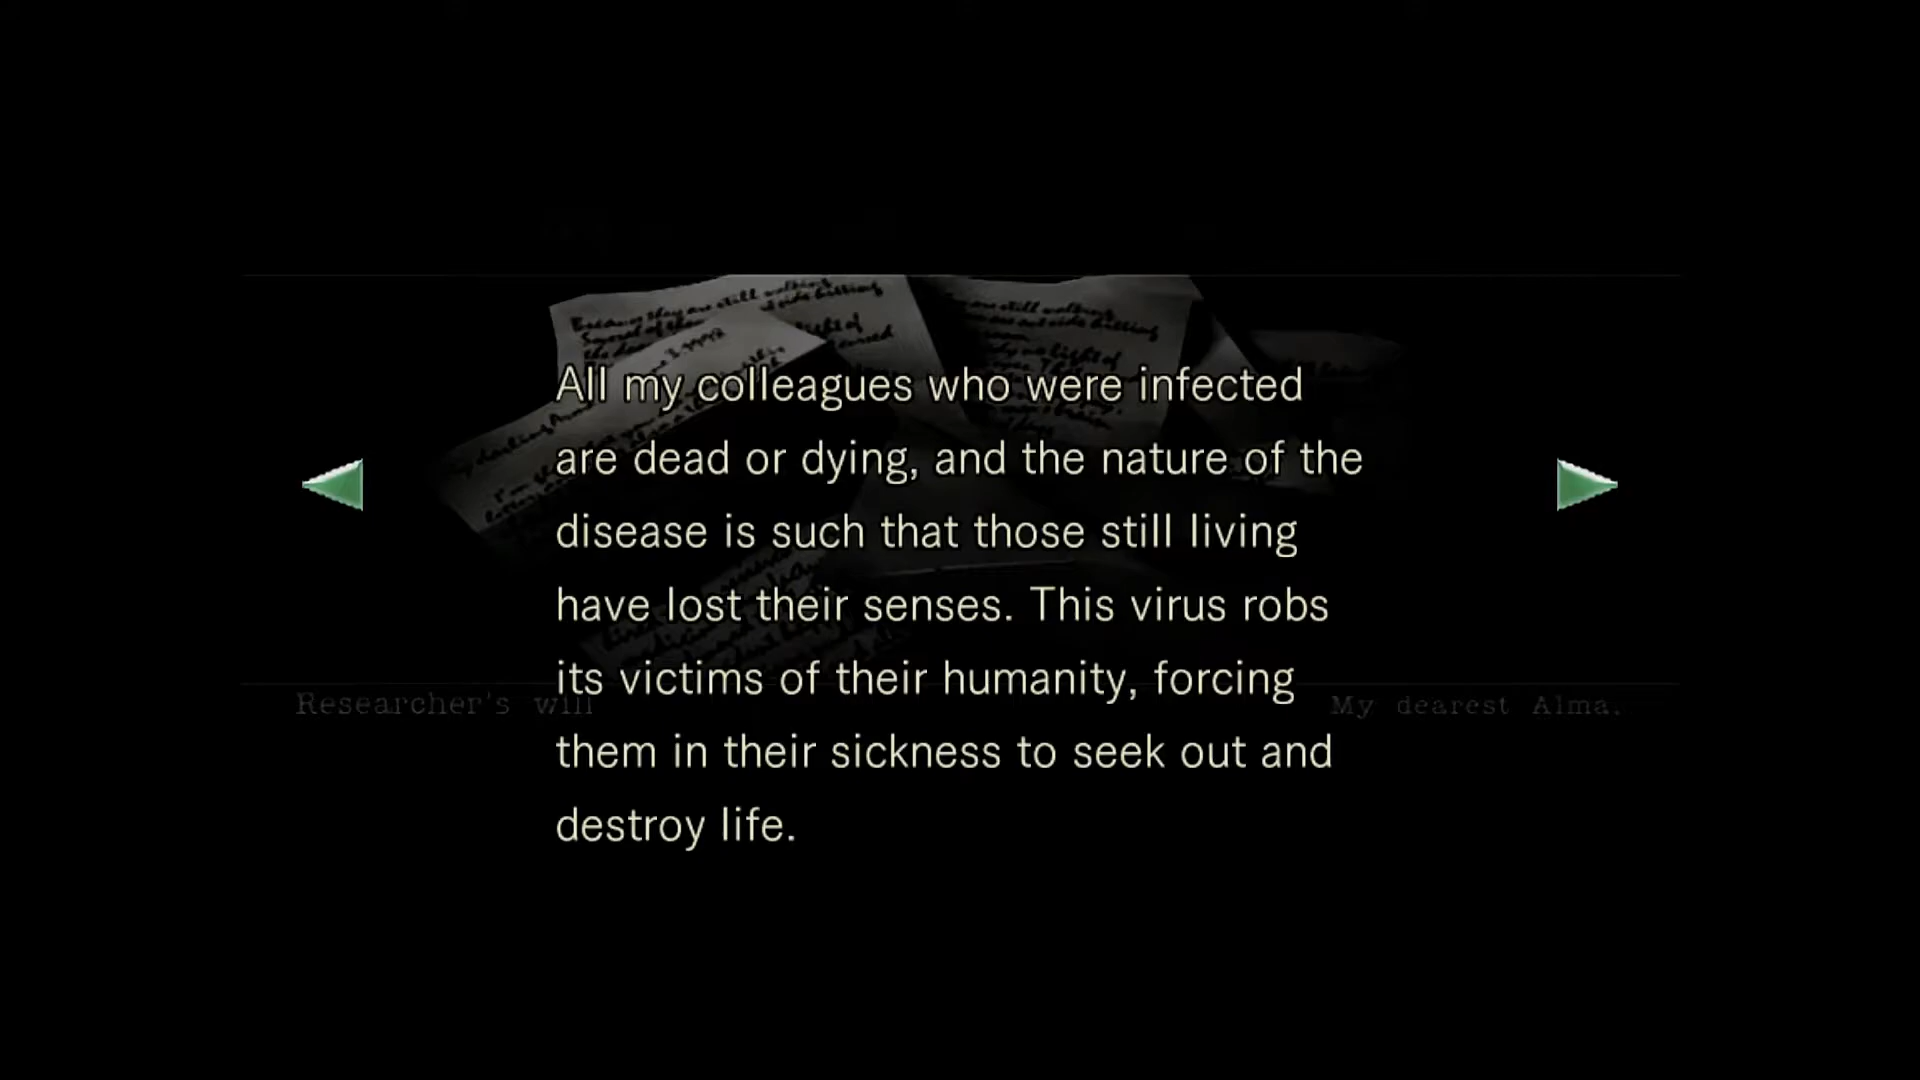 All my colleagues who were infected
are dead or dying, and the nature of the
disease is such that those still living
have lost their senses. This virus robs
its victims of their humanity, forcing
them in their sickness to seek out and
destroy life.
Researcher's will
My dearest Alma.